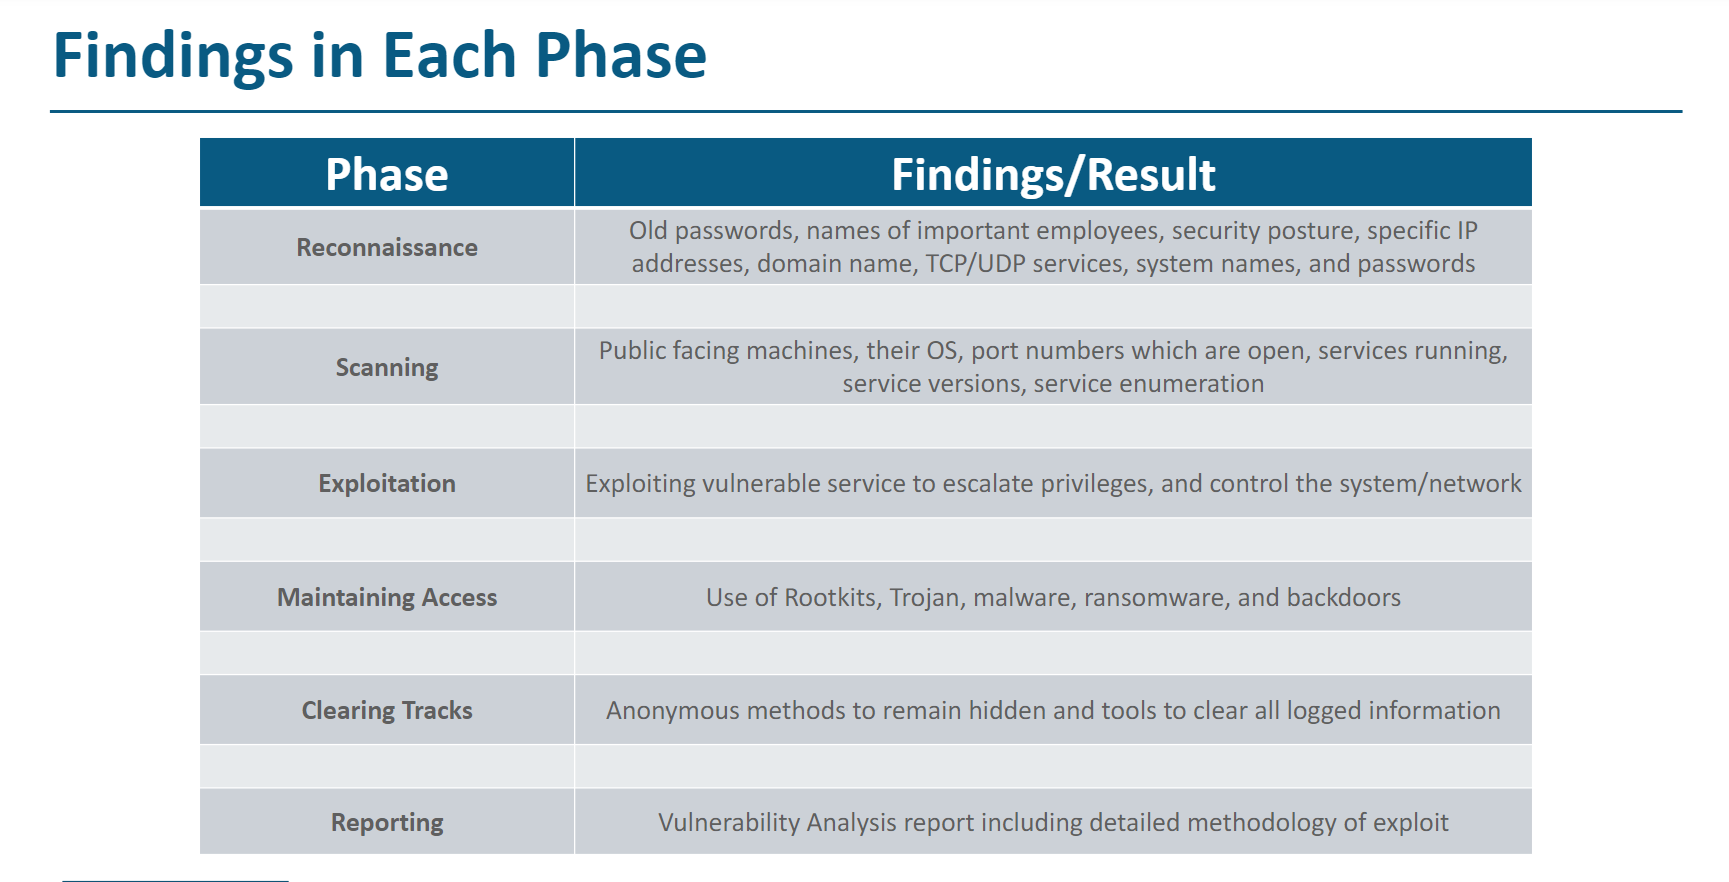 Findings in Each Phase
Phase
Findings/Result
Reconnaissance
Old passwords, names of important employees, security posture, specific IP
addresses, domain name, TCP/UDP services, system names, and passwords
Scanning
Public facing machines, their OS, port numbers which are open, services running,
service versions, service enumeration
Exploitation
Exploiting vulnerable service to escalate privileges, and control the system/network
Maintaining Access
Use of Rootkits, Trojan, malware, ransomware, and backdoors
Clearing Tracks
Anonymous methods to remain hidden and tools to clear all logged information
Reporting
Vulnerability Analysis report including detailed methodology of exploit